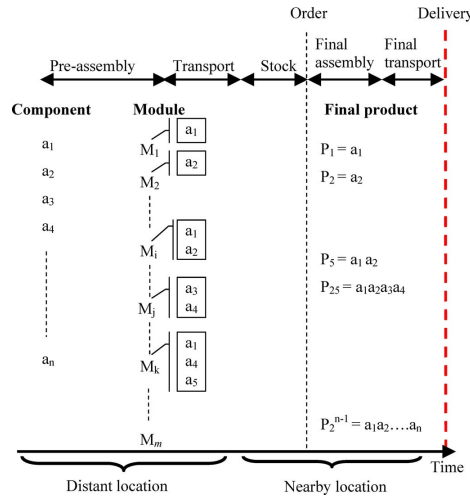 Order
Delivery
Pre-assembly
Transport
Stock
Final assembly
Final transport
Component
Module
Final product
a₁
a₂
a₃
a₄
aₙ
M₁
a₁
M₂
a₂
Mᵢ
a₁
a₂
Mⱼ
a₃
a₄
Mₖ
a₁
a₄
a₅
Mₘ
P₁ = a₁
P₂ = a₂
P₅ = a₁ a₂
P₂₅ = a₁a₂a₃a₄
P₂ⁿ⁻¹ = a₁a₂….aₙ
Time
Distant location
Nearby location